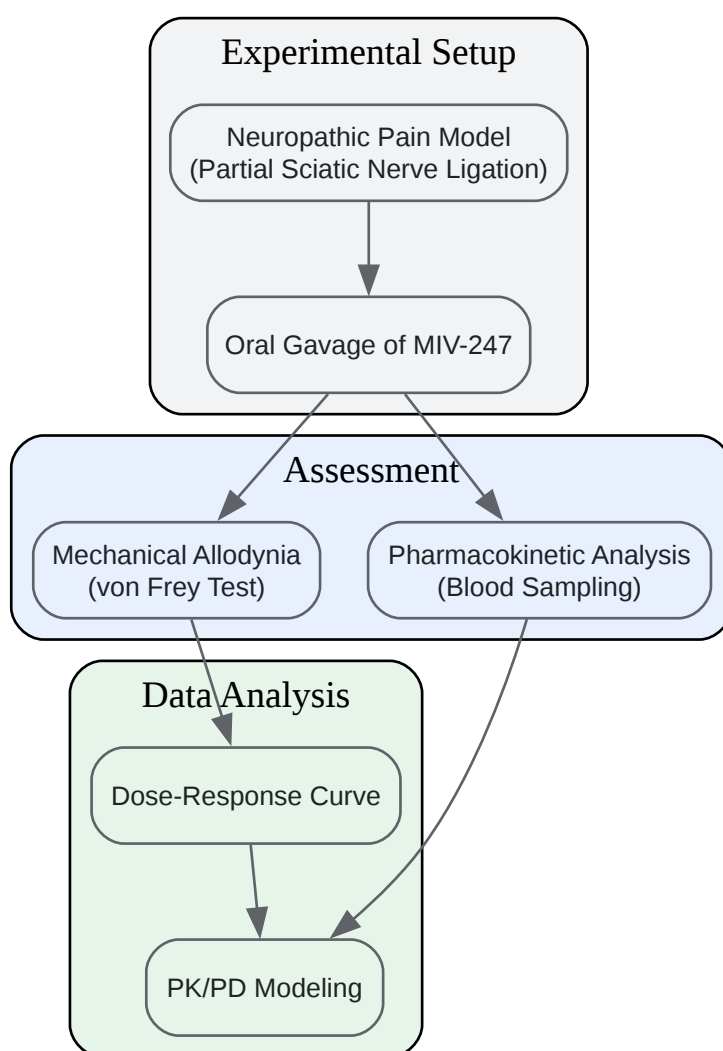 Experimental Setup
Neuropathic Pain Model
(Partial Sciatic Nerve Ligation)
Oral Gavage of MIV-247
Assessment
Mechanical Allodynia
(von Frey Test)
Pharmacokinetic Analysis
(Blood Sampling)
Data Analysis
Dose-Response Curve
PK/PD Modeling